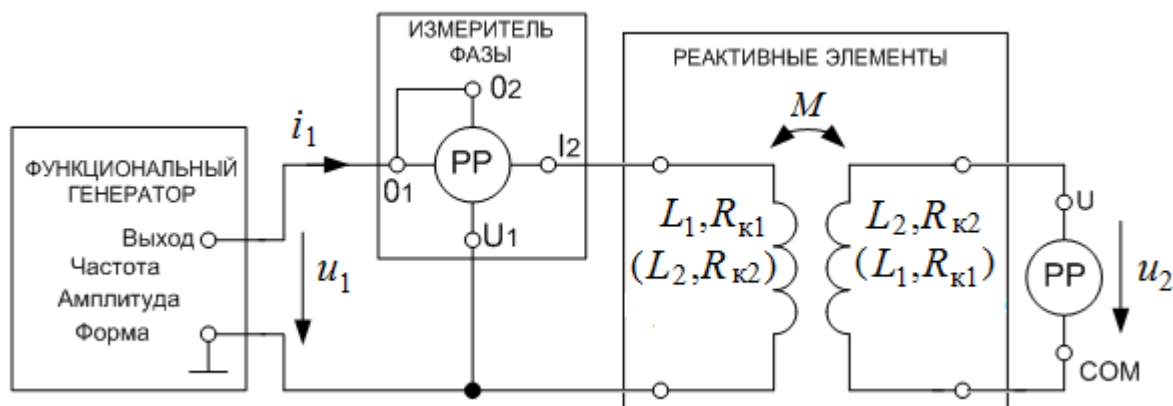 ФУНКЦИОНАЛЬНЫЙ
ГЕНЕРАТОР
Выход
Частота
Амплитуда
Форма
i₁
u₁
ИЗМЕРИТЕЛЬ
ФАЗЫ
0₂
PP
0₁
I2
U₁
РЕАКТИВНЫЕ ЭЛЕМЕНТЫ
M
L₁,Rк1
(L₂,Rк2)
L₂,Rк2
(L₁,Rк1)
U
PP
COM
u₂